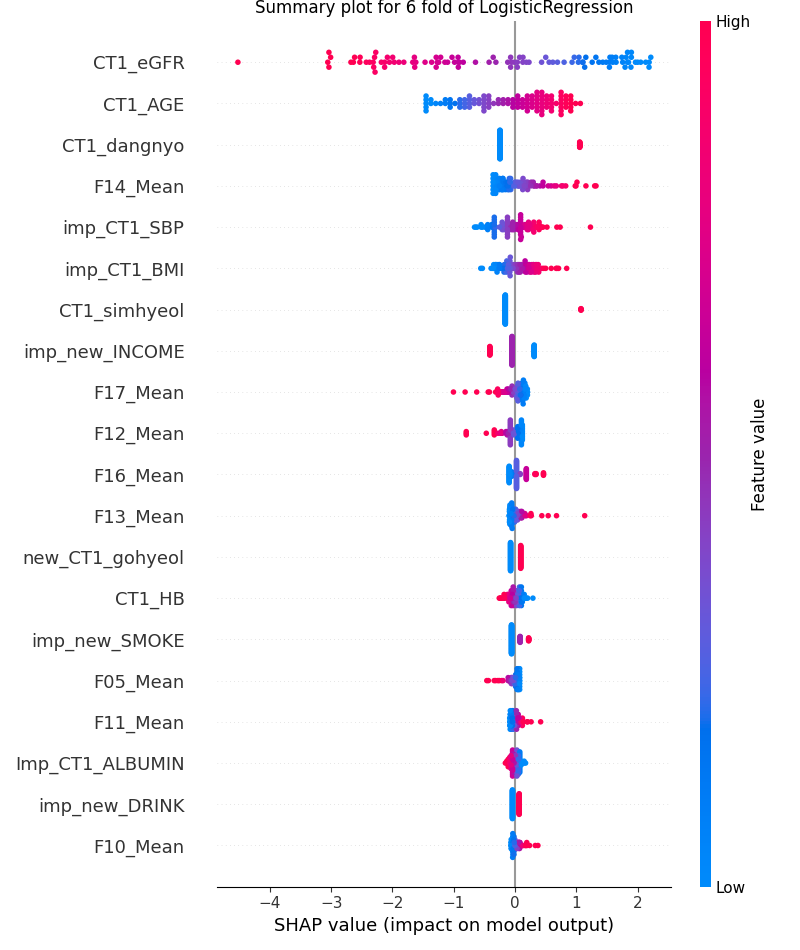 Summary plot for 6 fold of LogisticRegression
High
CT1_eGFR
CT1_AGE
CT1_dangnyo
F14_Mean
imp_CT1_SBP
imp_CT1_BMI
CT1_simhyeol
imp_new_INCOME
F17_Mean
F12_Mean
F16_Mean
F13_Mean
new_CT1_gohyeol
CT1_HB
imp_new_SMOKE
F05_Mean
F11_Mean
Imp_CT1_ALBUMIN
imp_new_DRINK
F10_Mean
Feature value
Low
−4 −3 −2 −1 0 1 2
SHAP value (impact on model output)